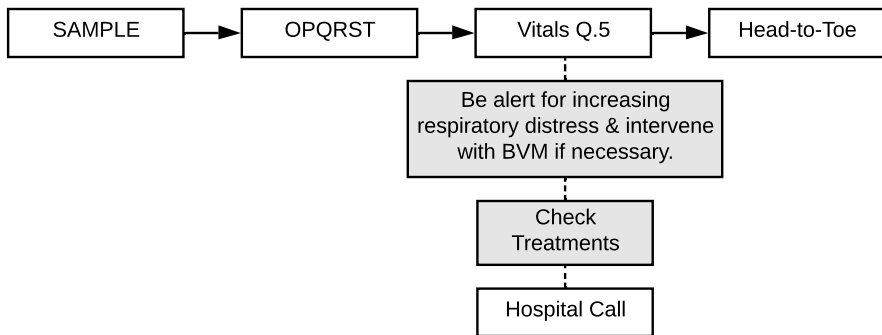 SAMPLE
OPQRST
Vitals Q.5
Head-to-Toe
Be alert for increasing
respiratory distress & intervene
with BVM if necessary.
Check
Treatments
Hospital Call